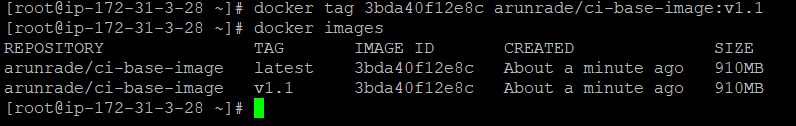 [root@ip-172-31-3-28 ~]# docker tag 3bda40f12e8c arunrade/ci-base-image:v1.1
[root@ip-172-31-3-28 ~]# docker images
REPOSITORY TAG IMAGE ID CREATED SIZE
arunrade/ci-base-image latest 3bda40f12e8c About a minute ago 910MB
arunrade/ci-base-image v1.1 3bda40f12e8c About a minute ago 910MB
[root@ip-172-31-3-28 ~]#